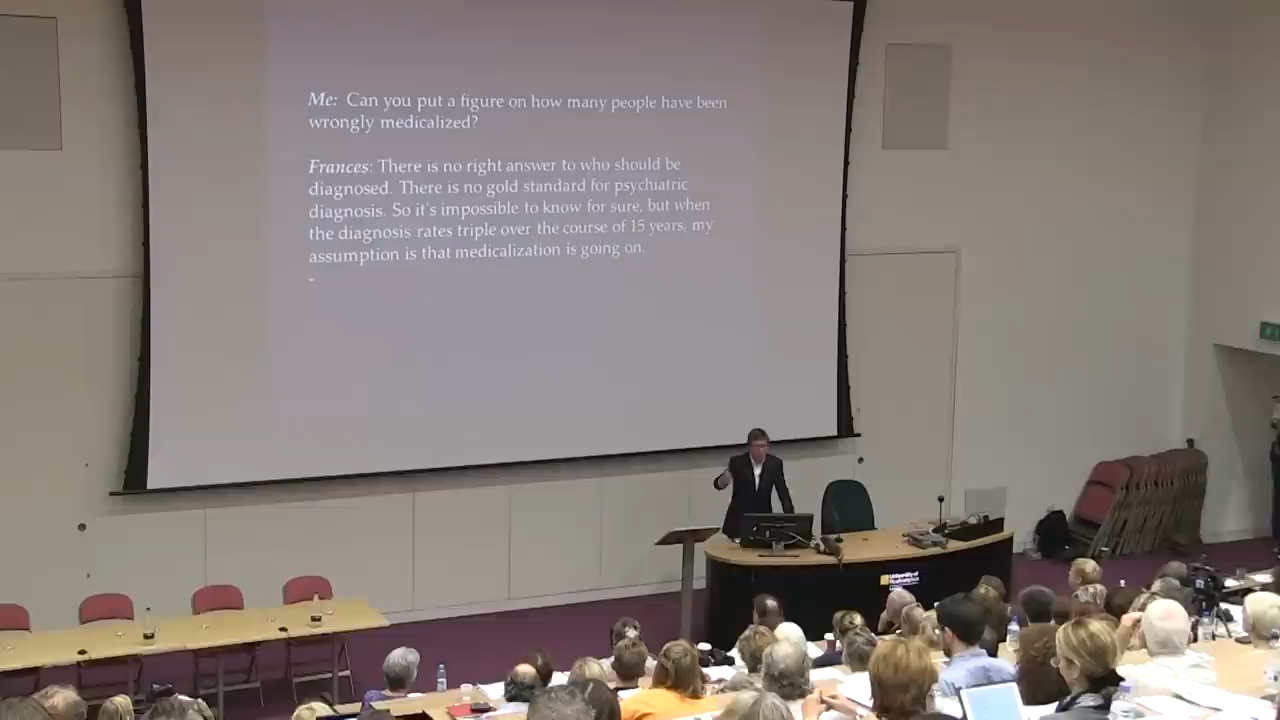 Me: Can you put a figure on how many people have been
wrongly medicalized?
Frances: There is no right answer to who should be
diagnosed. There is no gold standard for psychiatric
diagnosis. So it's impossible to know for sure, but when
the diagnosis rates triple over the course of 15 years, my
assumption is that medicalization is going on.
-
University of